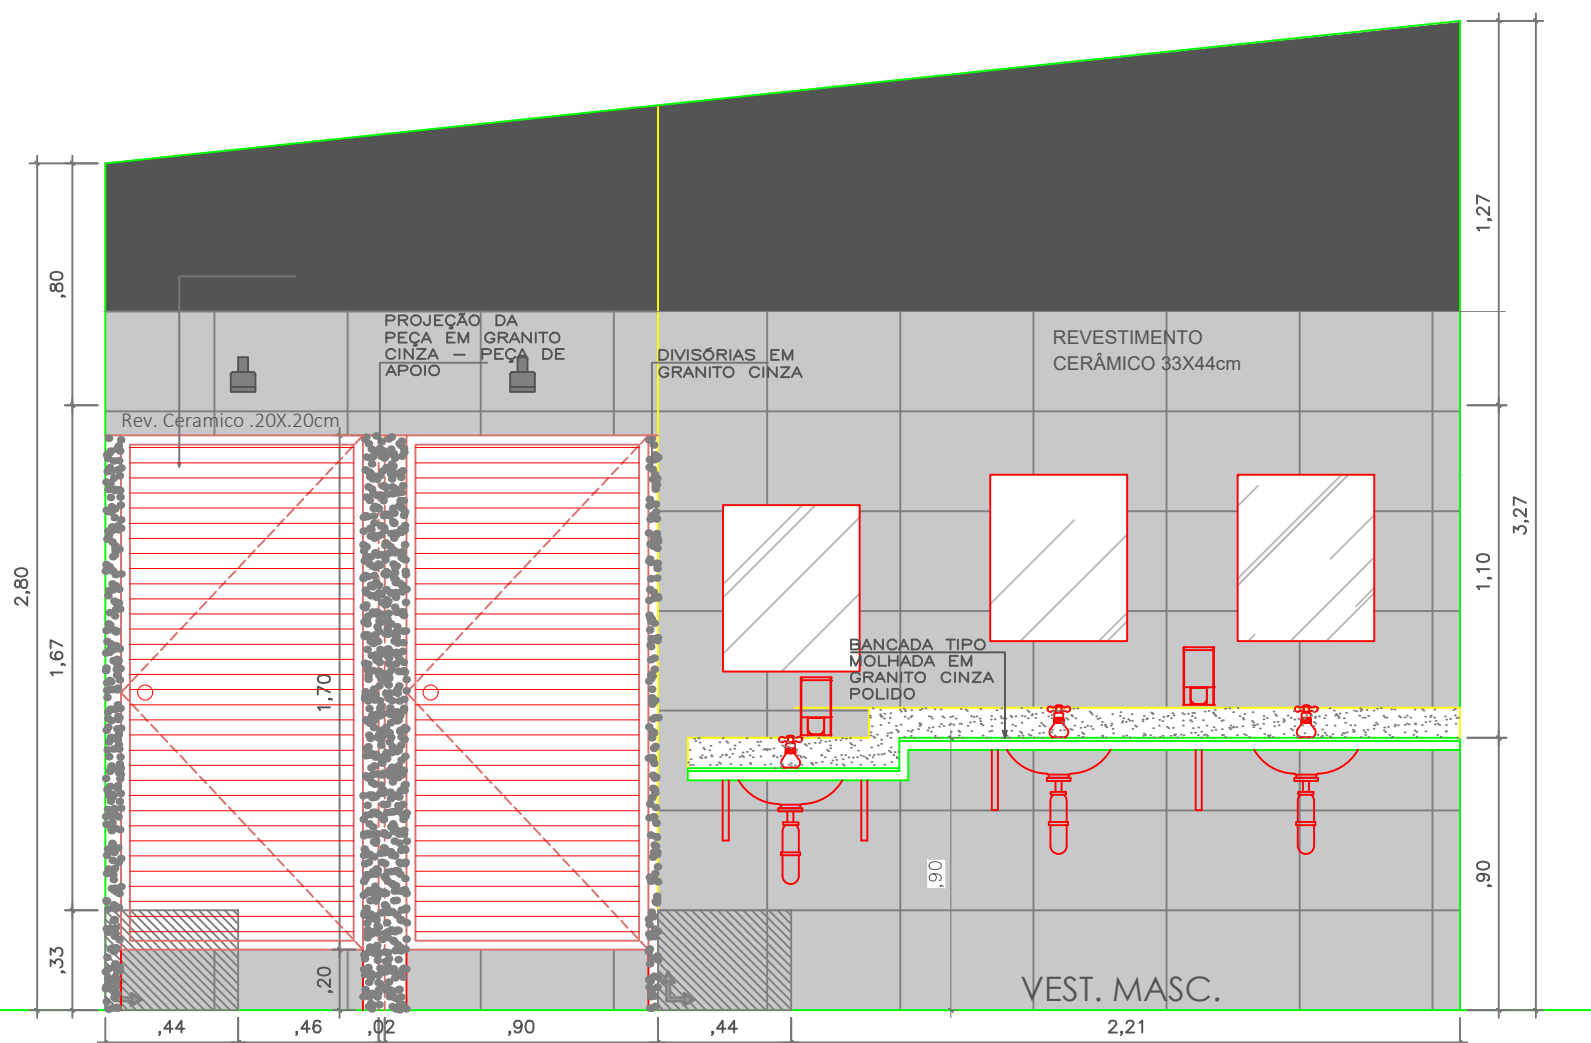 1,27
,80
PROJEÇÃO DA
PEÇA EM GRANITO
CINZA – PEÇA DE
APOIO
DIVISÓRIAS EM
GRANITO CINZA
REVESTIMENTO
CERÂMICO 33X44cm
Rev. Ceramico .20X.20cm
3,27
2,80
1,10
1,67
1,70
BANCADA TIPO
MOLHADA EM
GRANITO CINZA
POLIDO
,90
,90
,33
,20
VEST. MASC.
,44
,46
,02
,90
,44
2,21